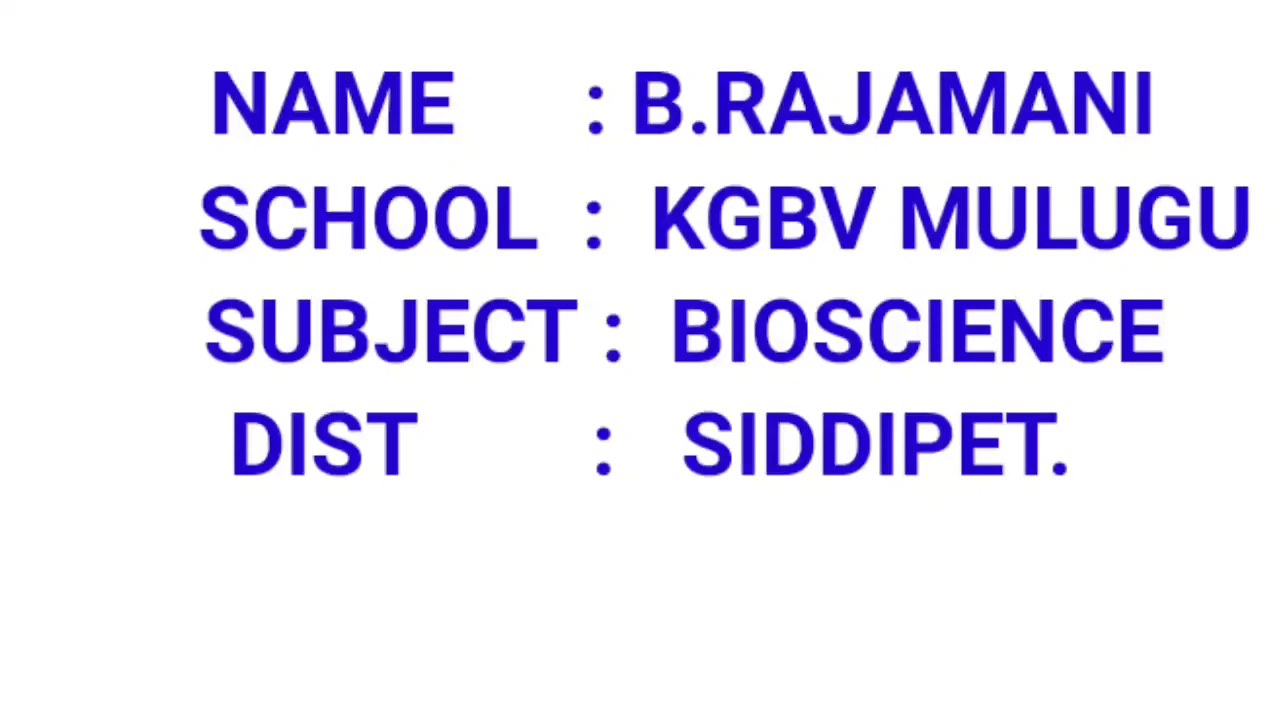 NAME : B.RAJAMANI
SCHOOL : KGBV MULUGU
SUBJECT : BIOSCIENCE
DIST : SIDDIPET.